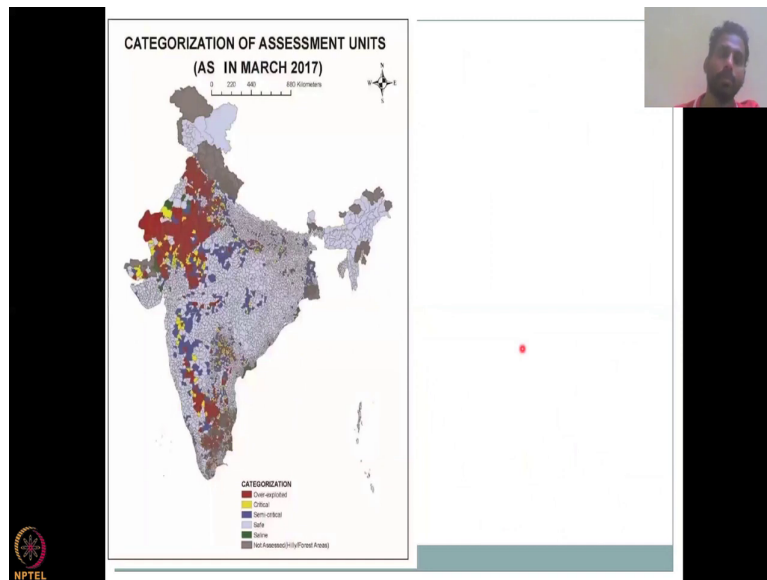 CATEGORIZATION OF ASSESSMENT UNITS
(AS IN MARCH 2017)
N
W E
S
0 220 440 880 Kilometers
CATEGORIZATION
Over-exploited
Critical
Semi-critical
Safe
Saline
Not Assessed(Hilly/Forest Areas)
NPTEL